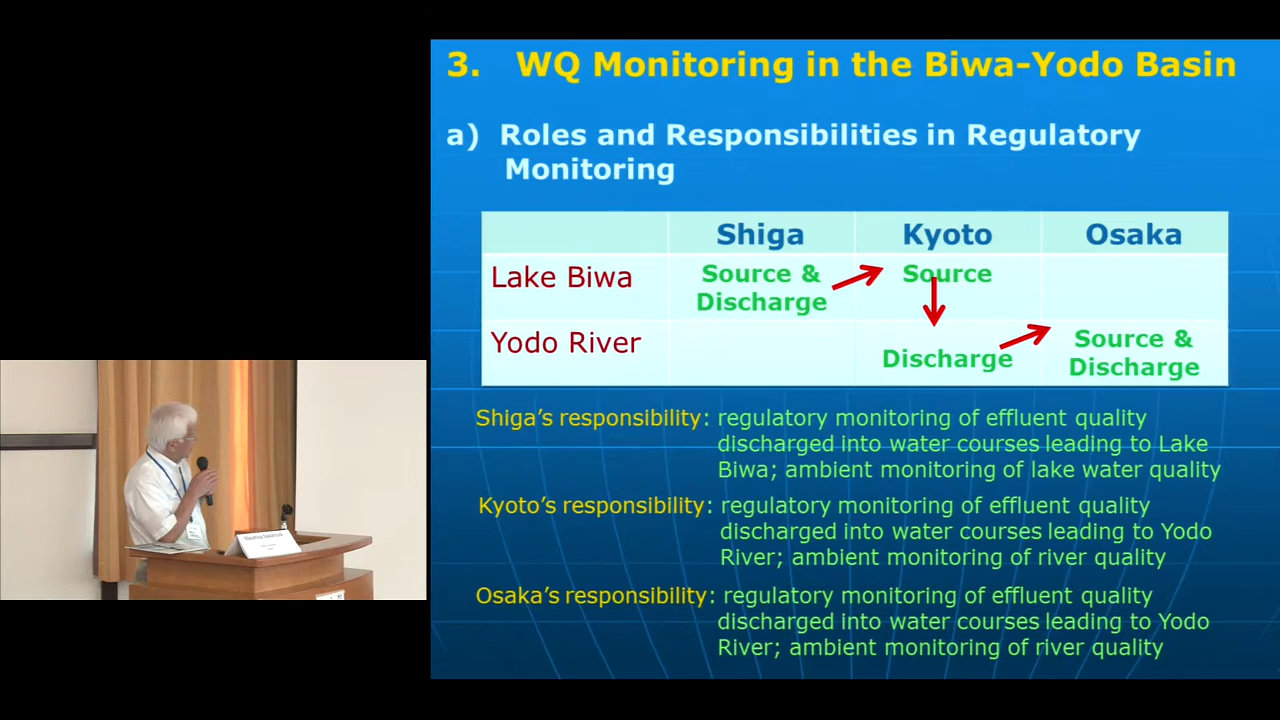 3. WQ Monitoring in the Biwa-Yodo Basin
a) Roles and Responsibilities in Regulatory
Monitoring
Shiga Kyoto Osaka
Lake Biwa Source & Discharge Source
Yodo River Discharge Source & Discharge
Shiga's responsibility: regulatory monitoring of effluent quality
discharged into water courses leading to Lake
Biwa; ambient monitoring of lake water quality
Kyoto's responsibility: regulatory monitoring of effluent quality
discharged into water courses leading to Yodo
River; ambient monitoring of river quality
Osaka's responsibility: regulatory monitoring of effluent quality
discharged into water courses leading to Yodo
River; ambient monitoring of river quality